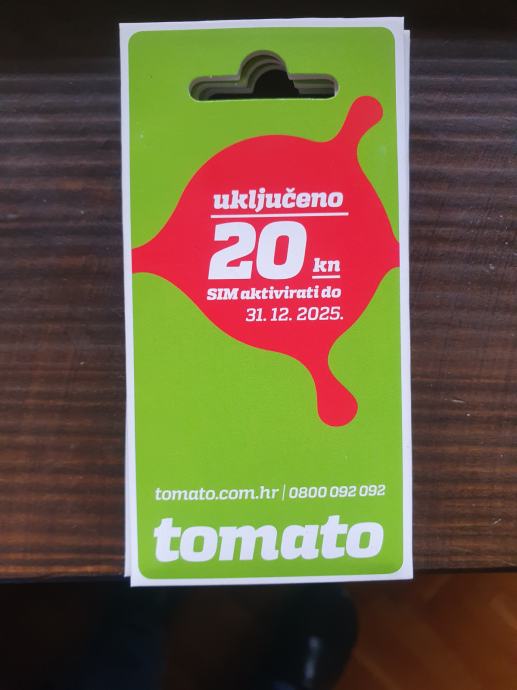 uključeno
20 kn
SIM aktivirati do
31. 12. 2025.
tomato.com.hr | 0800 092 092
tomato